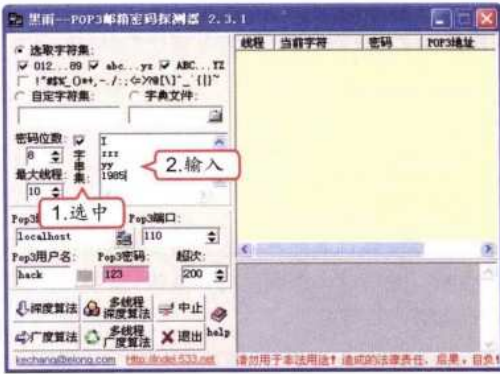 黑雨--POP3邮箱密码探测器 2.3.1
选取字符集:
012...89 abc...yz ABC...YZ
自定字符集: 字典文件:
密码位数:
8
字串集:
I
zzz
yy
1985
最大线程:
10
1.选中
2.输入
Pop3端口:
localhost
110
Pop3用户名: Pop3密码: 超次:
hack
123
200
深度算法
多线程深度算法
中止
广度算法
多线程广度算法
退出
help
kechang@elong.com
线程 当前字符 密码 POP3地址
请勿用于非法用途! 造成的法律责任、后果,自负